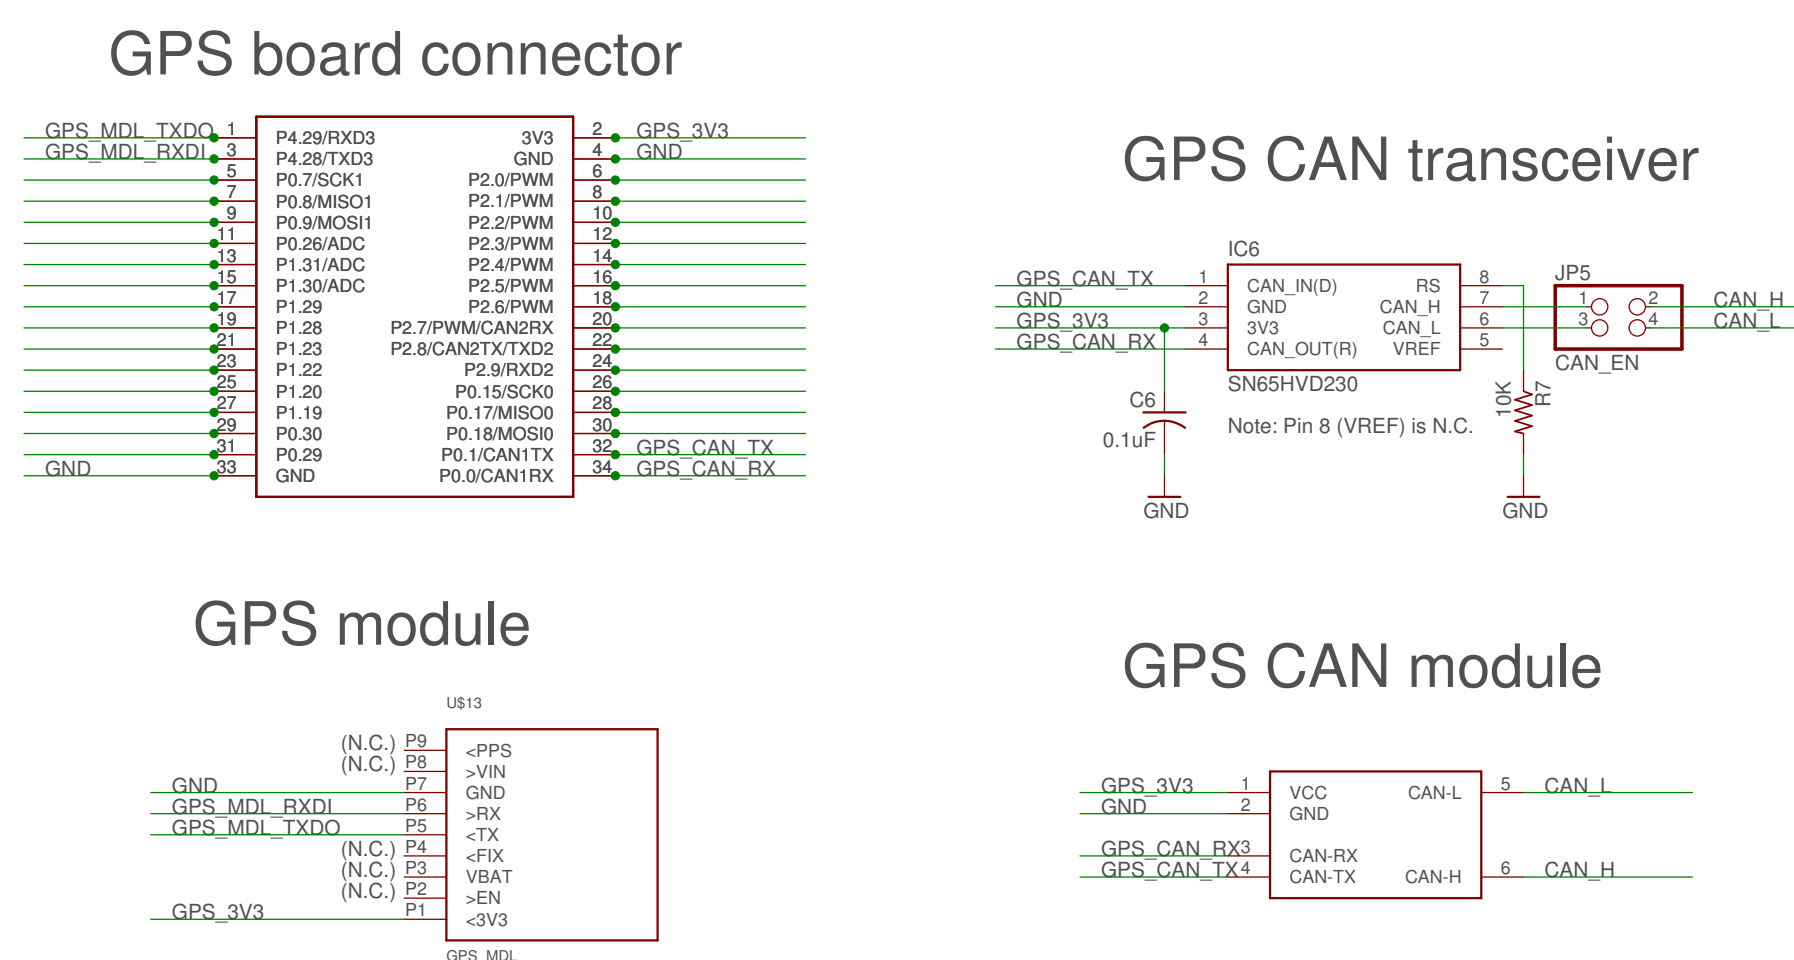 GPS board connector
GPS_MDL_TXDO 1 P4.29/RXD3 3V3 2 GPS_3V3
GPS_MDL_RXDI 3 P4.28/TXD3 GND 4 GND
5 P0.7/SCK1 P2.0/PWM 6
7 P0.8/MISO1 P2.1/PWM 8
9 P0.9/MOSI1 P2.2/PWM 10
11 P0.26/ADC P2.3/PWM 12
13 P1.31/ADC P2.4/PWM 14
15 P1.30/ADC P2.5/PWM 16
17 P1.29 P2.6/PWM 18
19 P1.28 P2.7/PWM/CAN2RX 20
21 P1.23 P2.8/CAN2TX/TXD2 22
23 P1.22 P2.9/RXD2 24
25 P1.20 P0.15/SCK0 26
27 P1.19 P0.17/MISO0 28
29 P0.30 P0.18/MOSI0 30
31 P0.29 P0.1/CAN1TX 32 GPS_CAN_TX
GND 33 GND P0.0/CAN1RX 34 GPS_CAN_RX
GPS CAN transceiver
IC6
JP5
GPS_CAN_TX 1 CAN_IN(D) RS 8
GND 2 GND CAN_H 7 1 2 CAN_H
GPS_3V3 3 3V3 CAN_L 6 3 4 CAN_L
GPS_CAN_RX 4 CAN_OUT(R) VREF 5
CAN_EN
SN65HVD230
C6
0.1uF
Note: Pin 8 (VREF) is N.C.
10K
R7
GND
GND
GPS module
U$13
(N.C.) P9 <PPS
(N.C.) P8 >VIN
GND P7 GND
GPS_MDL_RXDI P6 >RX
GPS_MDL_TXDO P5 <TX
(N.C.) P4 <FIX
(N.C.) P3 VBAT
(N.C.) P2 >EN
GPS_3V3 P1 <3V3
GPS_MDL
GPS CAN module
GPS_3V3 1 VCC CAN-L 5 CAN_L
GND 2 GND
GPS_CAN_RX 3 CAN-RX
GPS_CAN_TX 4 CAN-TX CAN-H 6 CAN_H